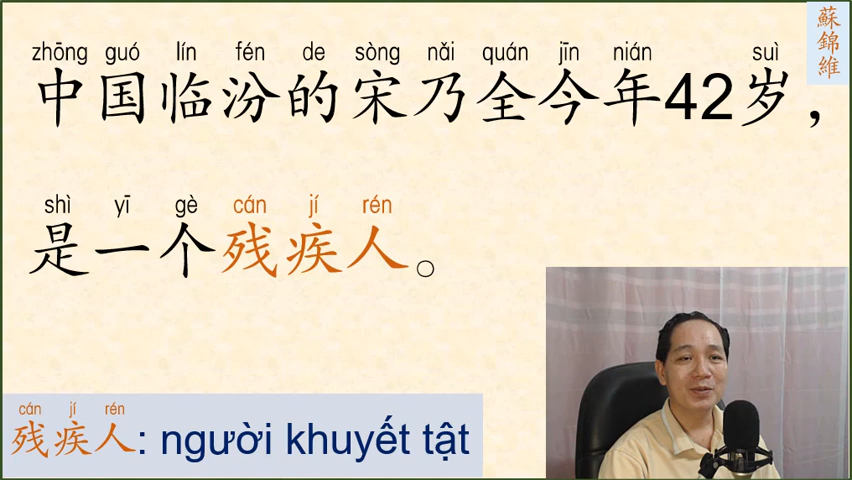 蘇錦維
zhōng guó lín fén de sòng nǎi quán jīn nián suì
中国临汾的宋乃全今年42岁，
shì yī gè cán jí rén
是一个残疾人。
cán jí rén
残疾人: người khuyết tật